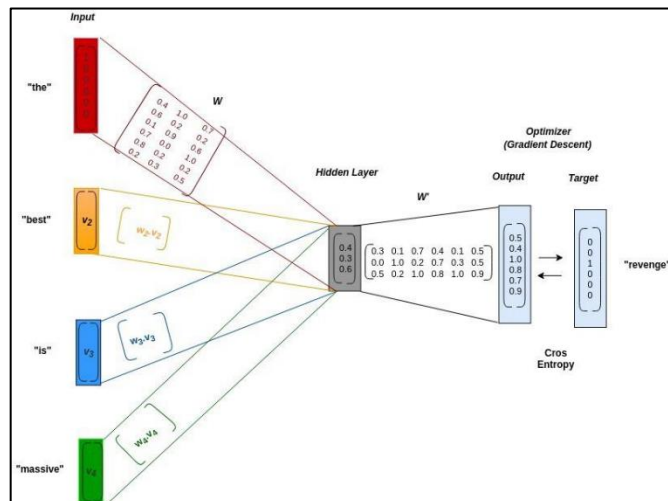 Input
"the"
W
0.4 1.0 0.7
0.6 0.2 0.2
0.1 0.9 0.6
0.7 0.0 1.0
0.8 0.2 0.2
0.2 0.3 0.5
"best"
v₂
w₂.v₂
"is"
v₃
w₃.v₃
"massive"
v₄
w₄.v₄
Hidden Layer
0.4
0.3
0.6
W'
0.3 0.1 0.7 0.4 0.1 0.5
0.0 1.0 0.2 0.7 0.3 0.5
0.5 0.2 1.0 0.8 1.0 0.9
Optimizer
(Gradient Descent)
Output
0.5
0.4
1.0
0.8
0.7
0.9
Target
0
0
1
0
0
0
"revenge"
Cros
Entropy